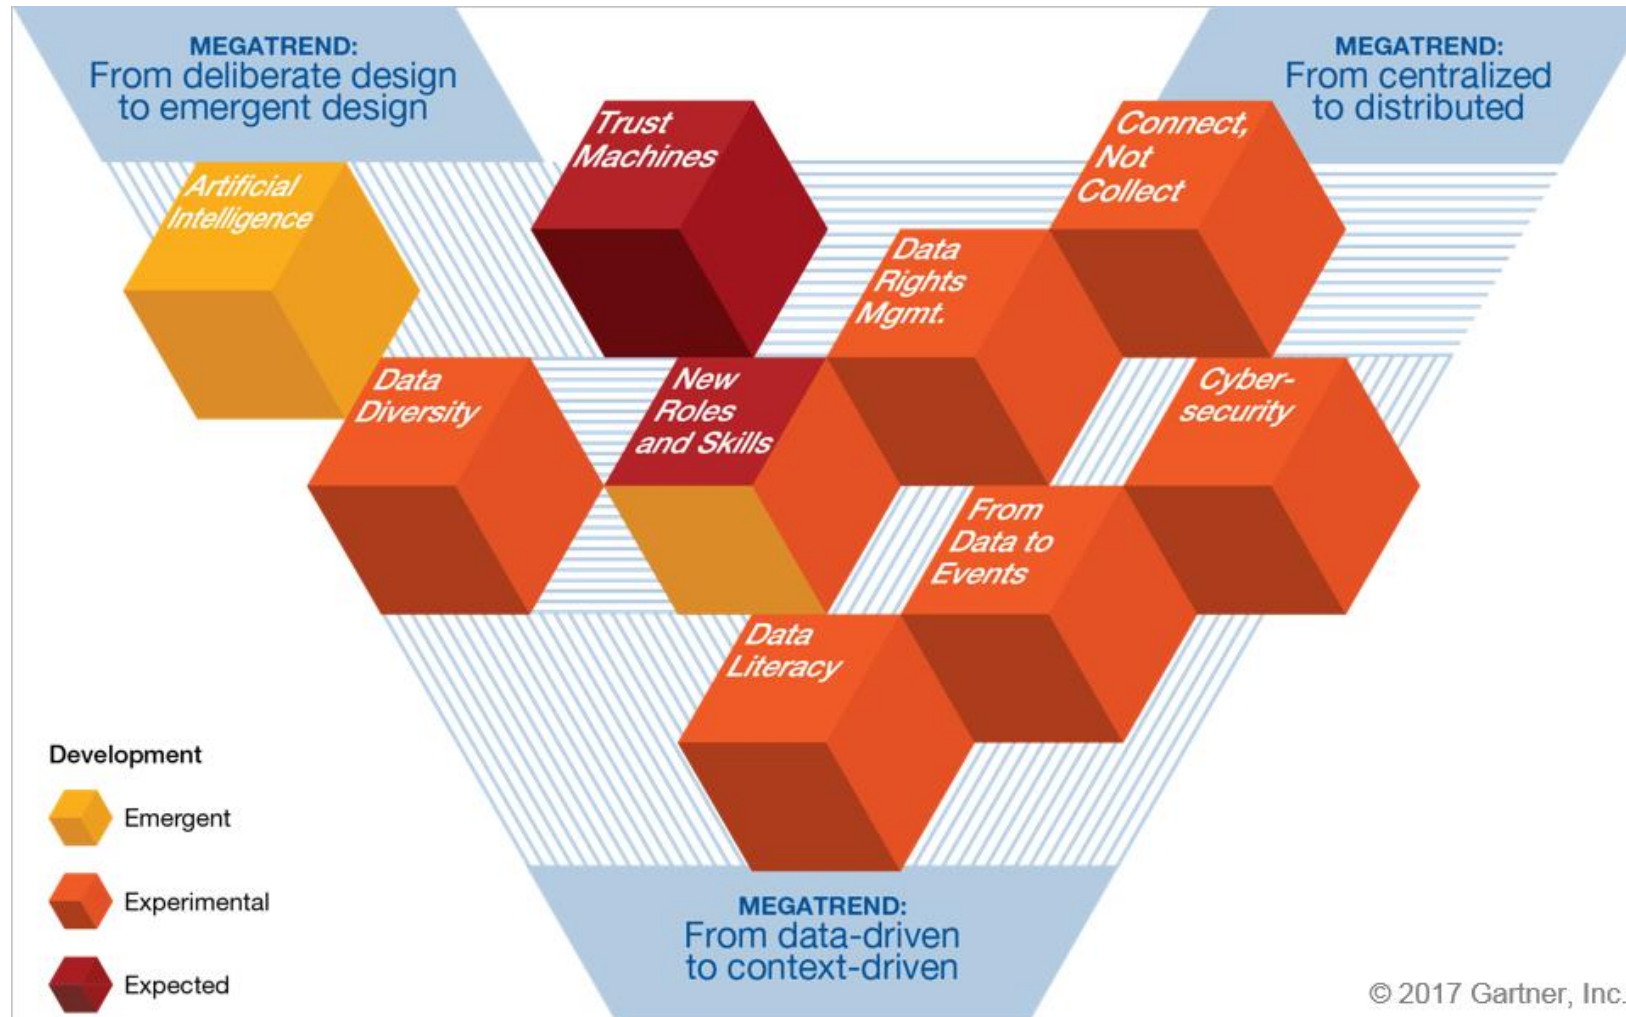 MEGATREND:
From deliberate design
to emergent design
MEGATREND:
From centralized
to distributed
Trust
Machines
Connect,
Not
Collect
Artificial
Intelligence
Data
Rights
Mgmt.
Data
Diversity
New
Roles
and Skills
Cyber-
security
From
Data to
Events
Data
Literacy
Development
Emergent
Experimental
Expected
MEGATREND:
From data-driven
to context-driven
© 2017 Gartner, Inc.